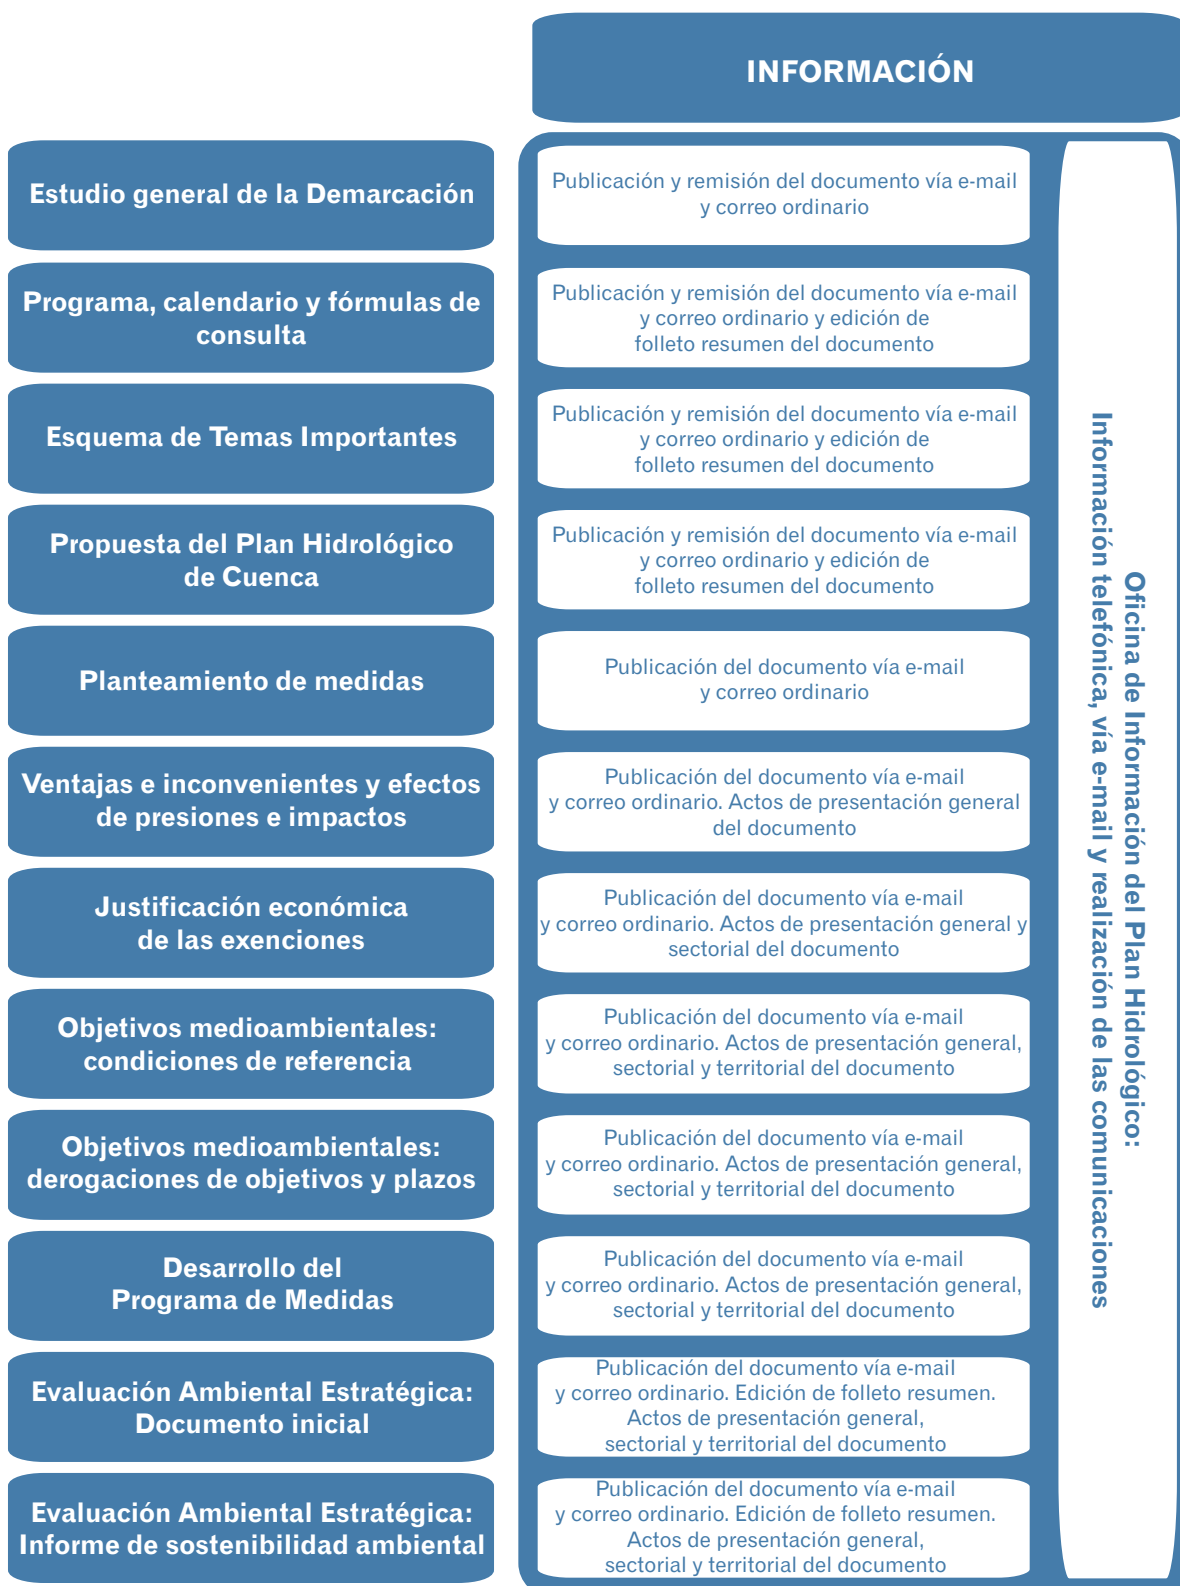 INFORMACIÓN
Estudio general de la Demarcación
Publicación y remisión del documento vía e-mail
y correo ordinario
Programa, calendario y fórmulas de
consulta
Publicación y remisión del documento vía e-mail
y correo ordinario y edición de
folleto resumen del documento
Esquema de Temas Importantes
Publicación y remisión del documento vía e-mail
y correo ordinario y edición de
folleto resumen del documento
Propuesta del Plan Hidrológico
de Cuenca
Publicación y remisión del documento vía e-mail
y correo ordinario y edición de
folleto resumen del documento
Planteamiento de medidas
Publicación del documento vía e-mail
y correo ordinario
Ventajas e inconvenientes y efectos
de presiones e impactos
Publicación del documento vía e-mail
y correo ordinario. Actos de presentación general
del documento
Justificación económica
de las exenciones
Publicación del documento vía e-mail
y correo ordinario. Actos de presentación general y
sectorial del documento
Objetivos medioambientales:
condiciones de referencia
Publicación del documento vía e-mail
y correo ordinario. Actos de presentación general,
sectorial y territorial del documento
Objetivos medioambientales:
derogaciones de objetivos y plazos
Publicación del documento vía e-mail
y correo ordinario. Actos de presentación general,
sectorial y territorial del documento
Desarrollo del
Programa de Medidas
Publicación del documento vía e-mail
y correo ordinario. Actos de presentación general,
sectorial y territorial del documento
Evaluación Ambiental Estratégica:
Documento inicial
Publicación del documento vía e-mail
y correo ordinario. Edición de folleto resumen.
Actos de presentación general,
sectorial y territorial del documento
Evaluación Ambiental Estratégica:
Informe de sostenibilidad ambiental
Publicación del documento vía e-mail
y correo ordinario. Edición de folleto resumen.
Actos de presentación general,
sectorial y territorial del documento
Oficina de Información del Plan Hidrológico:
Información telefónica, vía e-mail y realización de las comunicaciones